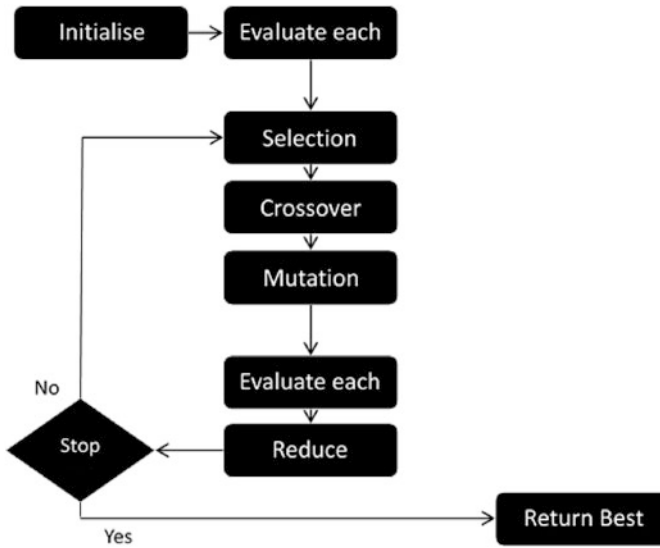 Initialise
Evaluate each
Selection
Crossover
Mutation
Evaluate each
Reduce
Stop
No
Yes
Return Best